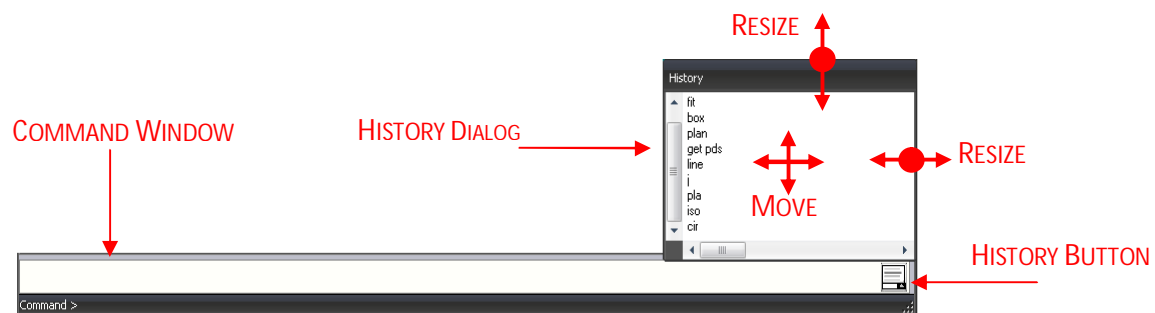 RESIZE
History
fit
box
plan
get pds
line
j
pla
iso
cir
COMMAND WINDOW
HISTORY DIALOG
RESIZE
MOVE
HISTORY BUTTON
Command >